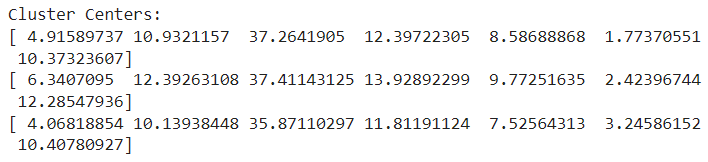 Cluster Centers:
[ 4.91589737 10.9321157  37.2641905  12.39722305  8.58688868  1.77370551
 10.37323607]
[ 6.3407095  12.39263108 37.41143125 13.92892299  9.77251635  2.42396744
 12.28547936]
[ 4.06818854 10.13938448 35.87110297 11.81191124  7.52564313  3.24586152
 10.40780927]